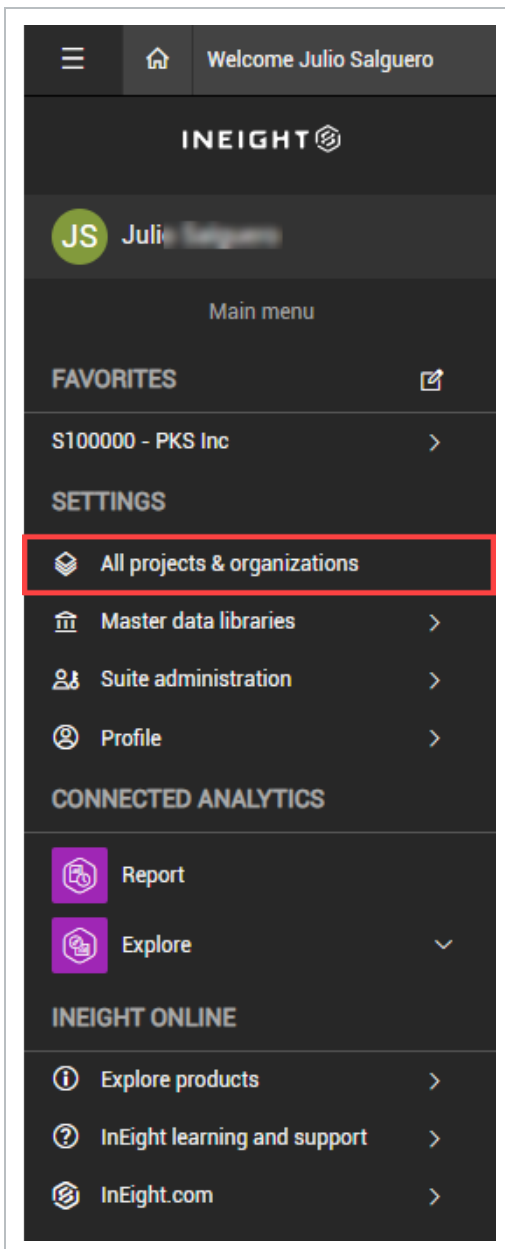 Welcome Julio Salguero
INEIGHT
JS Juli
Main menu
FAVORITES
S100000 - PKS Inc
SETTINGS
All projects & organizations
Master data libraries
Suite administration
Profile
CONNECTED ANALYTICS
Report
Explore
INEIGHT ONLINE
Explore products
InEight learning and support
InEight.com